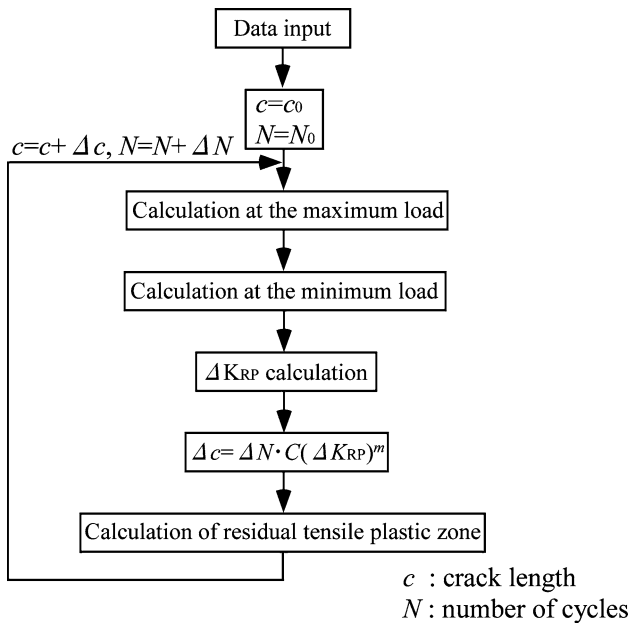 Data input
c=c₀
N=N₀
c=c+Δc, N=N+ΔN
Calculation at the maximum load
Calculation at the minimum load
ΔKRP calculation
Δc=ΔN·C(ΔKRP)ᵐ
Calculation of residual tensile plastic zone
c : crack length
N : number of cycles